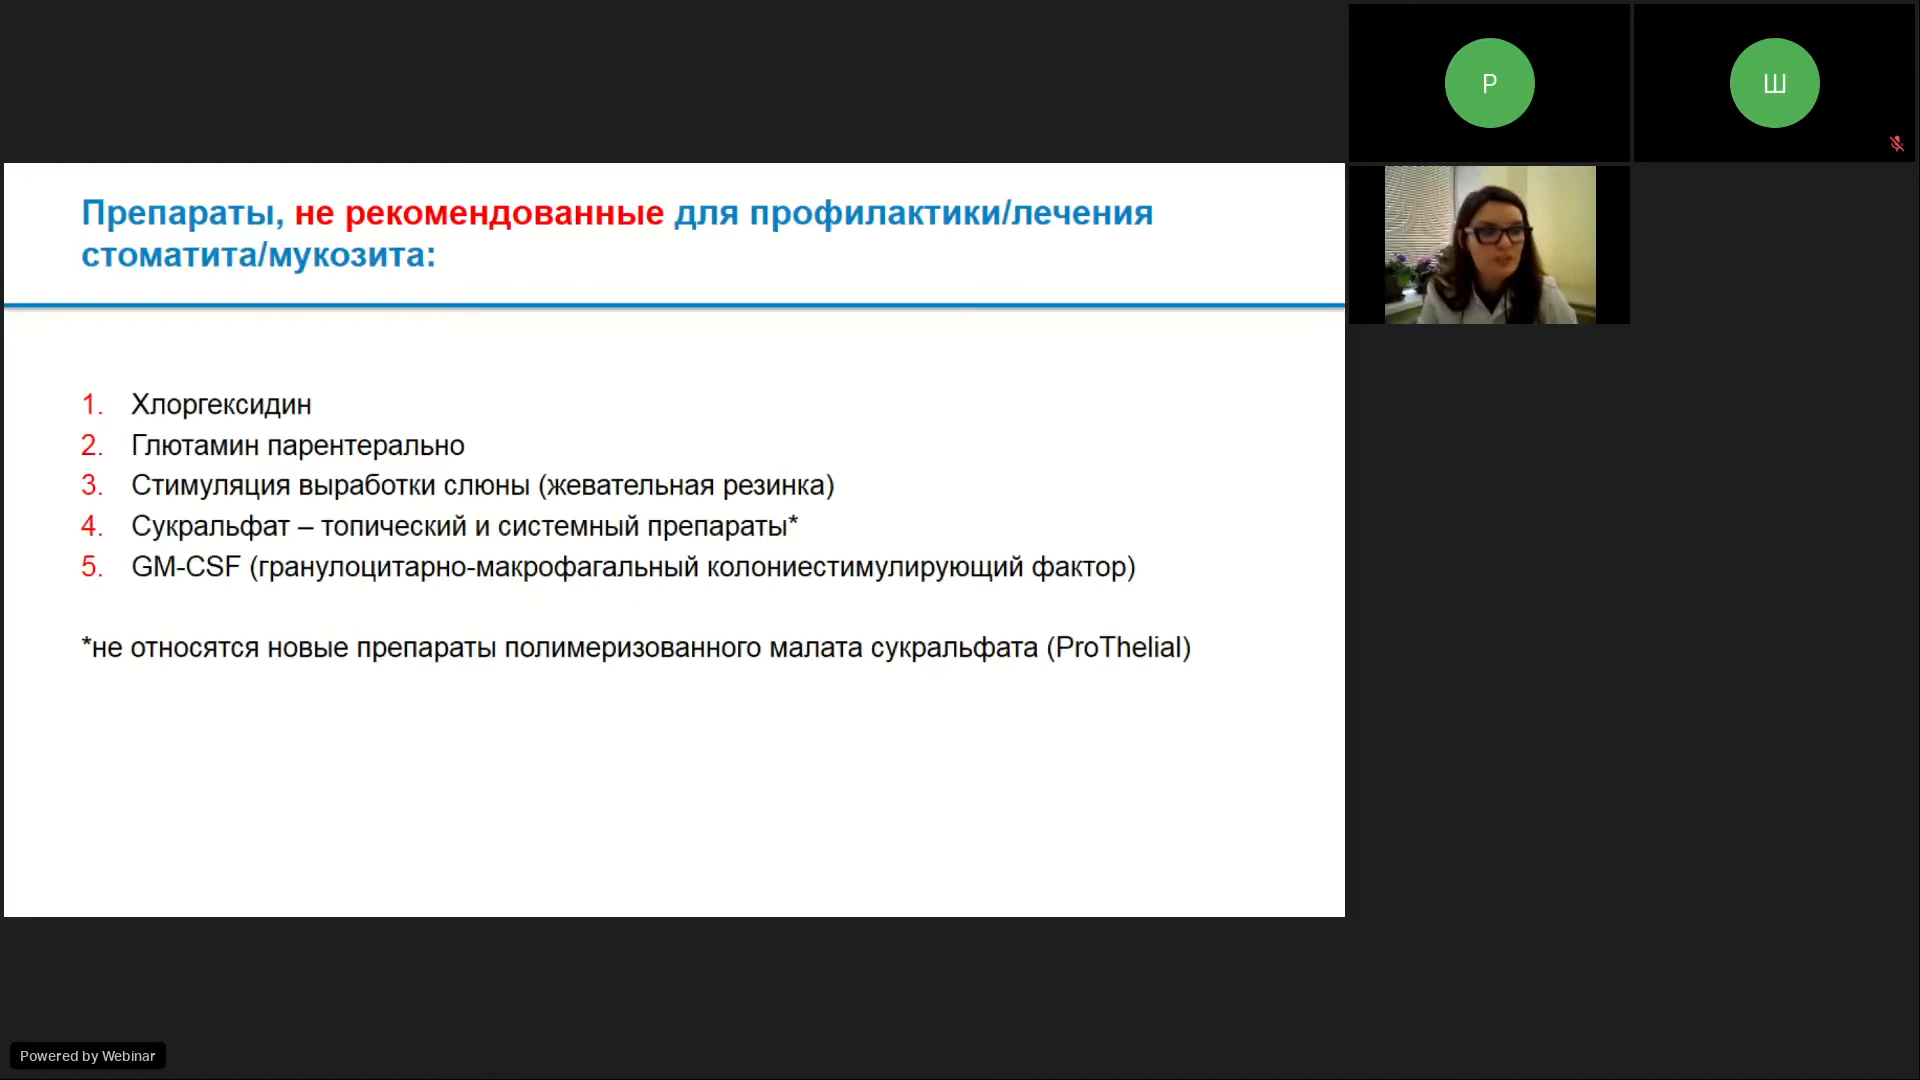 Р
Ш
Препараты, не рекомендованные для профилактики/лечения
стоматита/мукозита:
1. Хлоргексидин
2. Глютамин парентерально
3. Стимуляция выработки слюны (жевательная резинка)
4. Сукральфат – топический и системный препараты*
5. GM-CSF (гранулоцитарно-макрофагальный колониестимулирующий фактор)
*не относятся новые препараты полимеризованного малата сукральфата (ProThelial)
Powered by Webinar